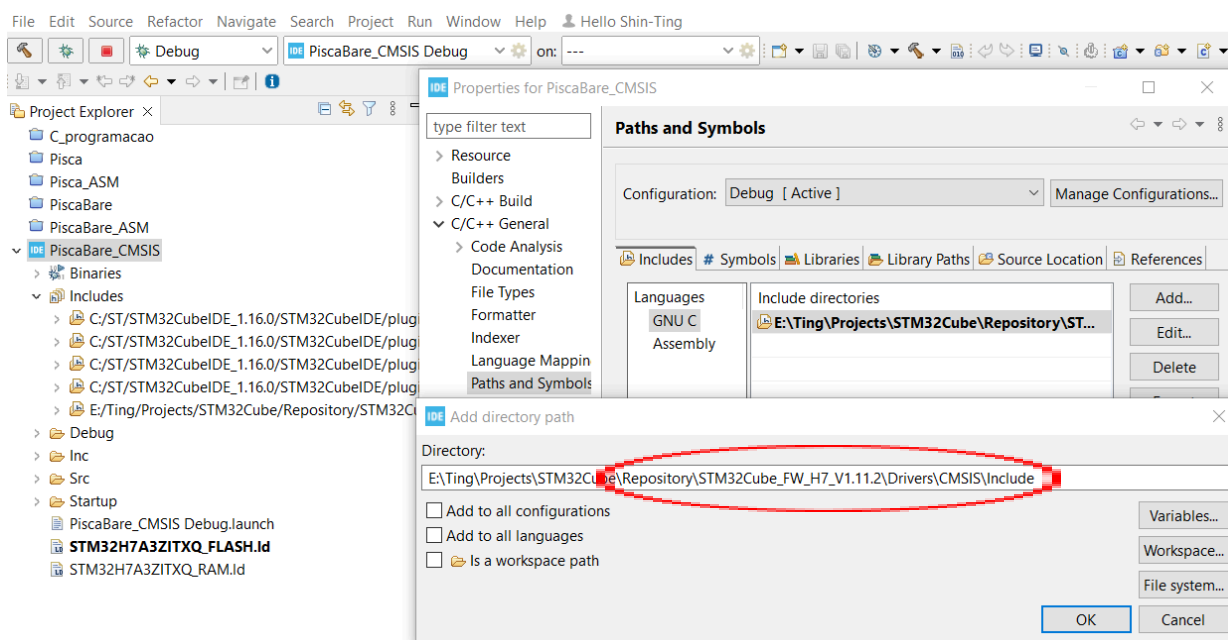 File Edit Source Refactor Navigate Search Project Run Window Help Hello Shin-Ting
Debug
IDE PiscaBare_CMSIS Debug
on: ---
010
Project Explorer
C_programacao
Pisca
Pisca_ASM
PiscaBare
PiscaBare_ASM
IDE PiscaBare_CMSIS
Binaries
Includes
C:/ST/STM32CubeIDE_1.16.0/STM32CubeIDE/plug
C:/ST/STM32CubeIDE_1.16.0/STM32CubeIDE/plug
C:/ST/STM32CubeIDE_1.16.0/STM32CubeIDE/plug
C:/ST/STM32CubeIDE_1.16.0/STM32CubeIDE/plug
E:/Ting/Projects/STM32Cube/Repository/STM32Cu
Debug
Inc
Src
Startup
PiscaBare_CMSIS Debug.launch
STM32H7A3ZITXQ_FLASH.ld
STM32H7A3ZITXQ_RAM.ld
IDE Properties for PiscaBare_CMSIS
type filter text
Resource
Builders
C/C++ Build
C/C++ General
Code Analysis
Documentation
File Types
Formatter
Indexer
Language Mappin
Paths and Symbols
Paths and Symbols
Configuration: Debug [ Active ]
Manage Configurations...
Includes # Symbols Libraries Library Paths Source Location References
Languages
GNU C
Assembly
Include directories
E:\Ting\Projects\STM32Cube\Repository\ST...
Add...
Edit...
Delete
IDE Add directory path
Directory:
E:\Ting\Projects\STM32Cube\Repository\STM32Cube_FW_H7_V1.11.2\Drivers\CMSIS\Include
Add to all configurations
Add to all languages
Is a workspace path
Variables...
Workspace...
File system...
OK
Cancel